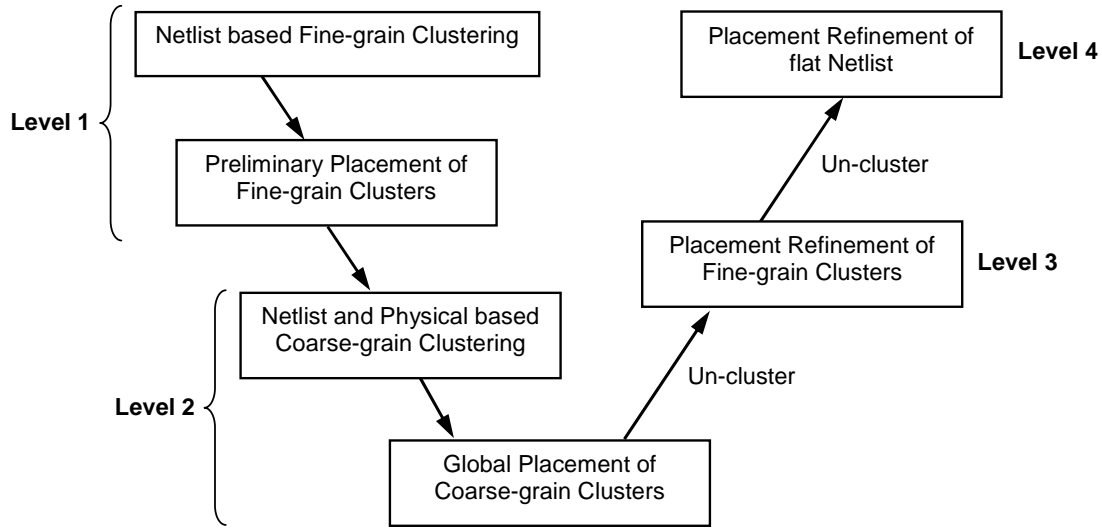 Netlist based Fine-grain Clustering
Level 1
Preliminary Placement of
Fine-grain Clusters
Netlist and Physical based
Coarse-grain Clustering
Level 2
Global Placement of
Coarse-grain Clusters
Un-cluster
Placement Refinement of
Fine-grain Clusters
Level 3
Un-cluster
Placement Refinement of
flat Netlist
Level 4